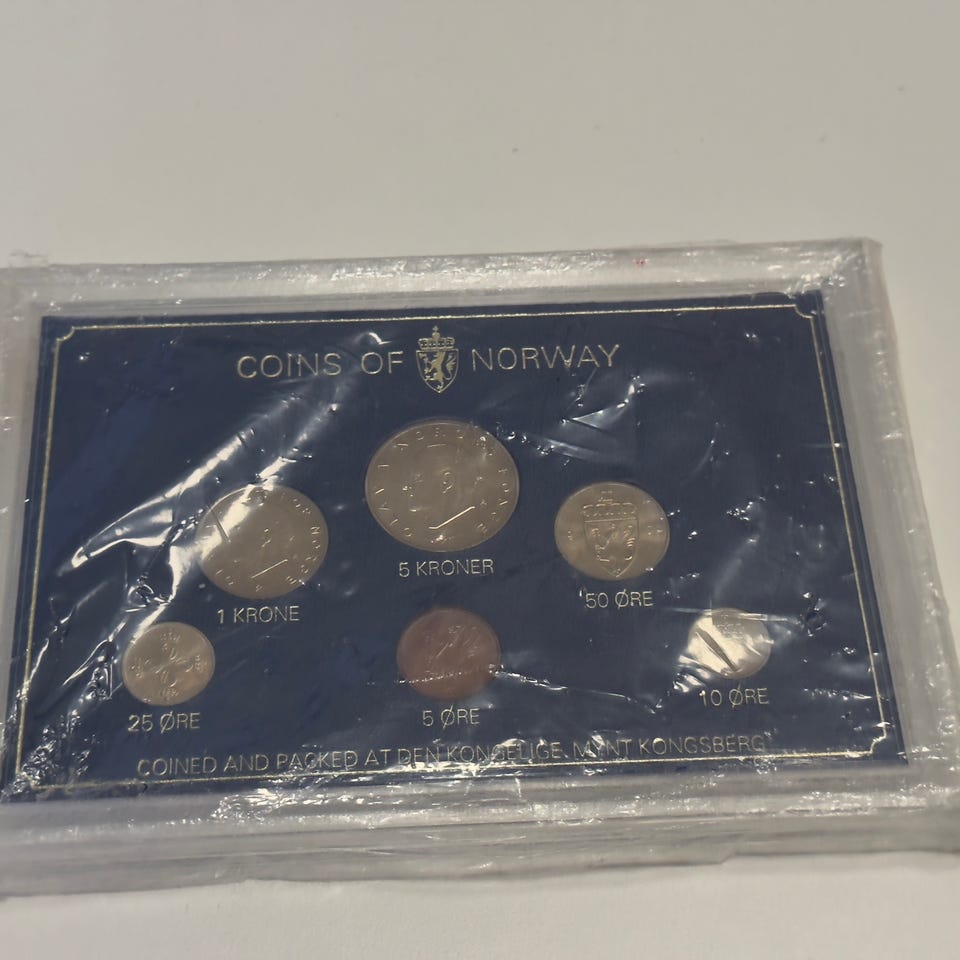 COINS OF NORWAY
5 KRONER
1 KRONE
50 ØRE
25 ØRE
5 ØRE
10 ØRE
COINED AND PACKED AT DEN KONGELIGE MYNT KONGSBERG